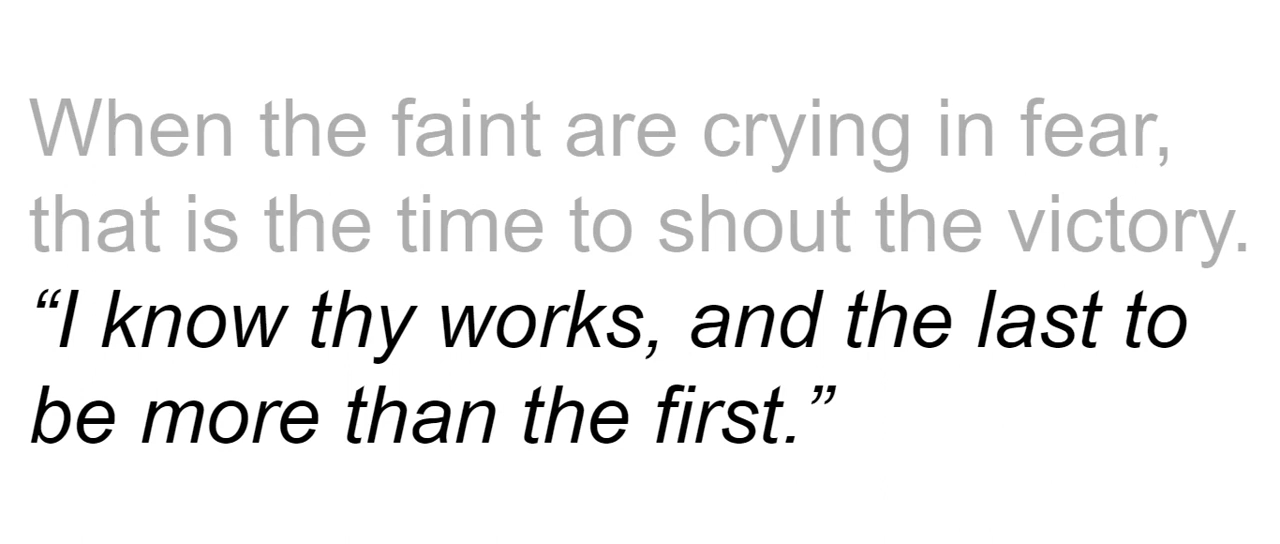 When the faint are crying in fear,
that is the time to shout the victory.
“I know thy works, and the last to
be more than the first.”